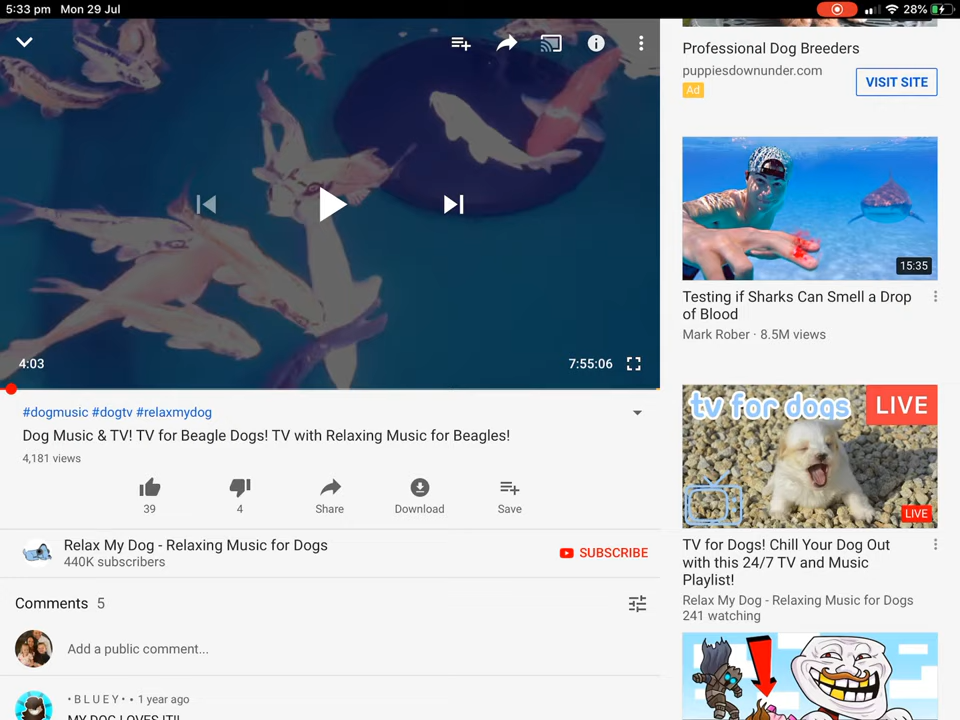 5:33 pm Mon 29 Jul
28%
4:03
7:55:06
#dogmusic #dogtv #relaxmydog
Dog Music & TV! TV for Beagle Dogs! TV with Relaxing Music for Beagles!
4,181 views
39
4
Share
Download
Save
Relax My Dog - Relaxing Music for Dogs
440K subscribers
SUBSCRIBE
Comments 5
Add a public comment...
• B L U E Y • • 1 year ago
MY DOG LOVES IT!!
Professional Dog Breeders
puppiesdownunder.com
Ad
VISIT SITE
15:35
Testing if Sharks Can Smell a Drop
of Blood
Mark Rober · 8.5M views
tv for dogs
LIVE
LIVE
TV for Dogs! Chill Your Dog Out
with this 24/7 TV and Music
Playlist!
Relax My Dog - Relaxing Music for Dogs
241 watching